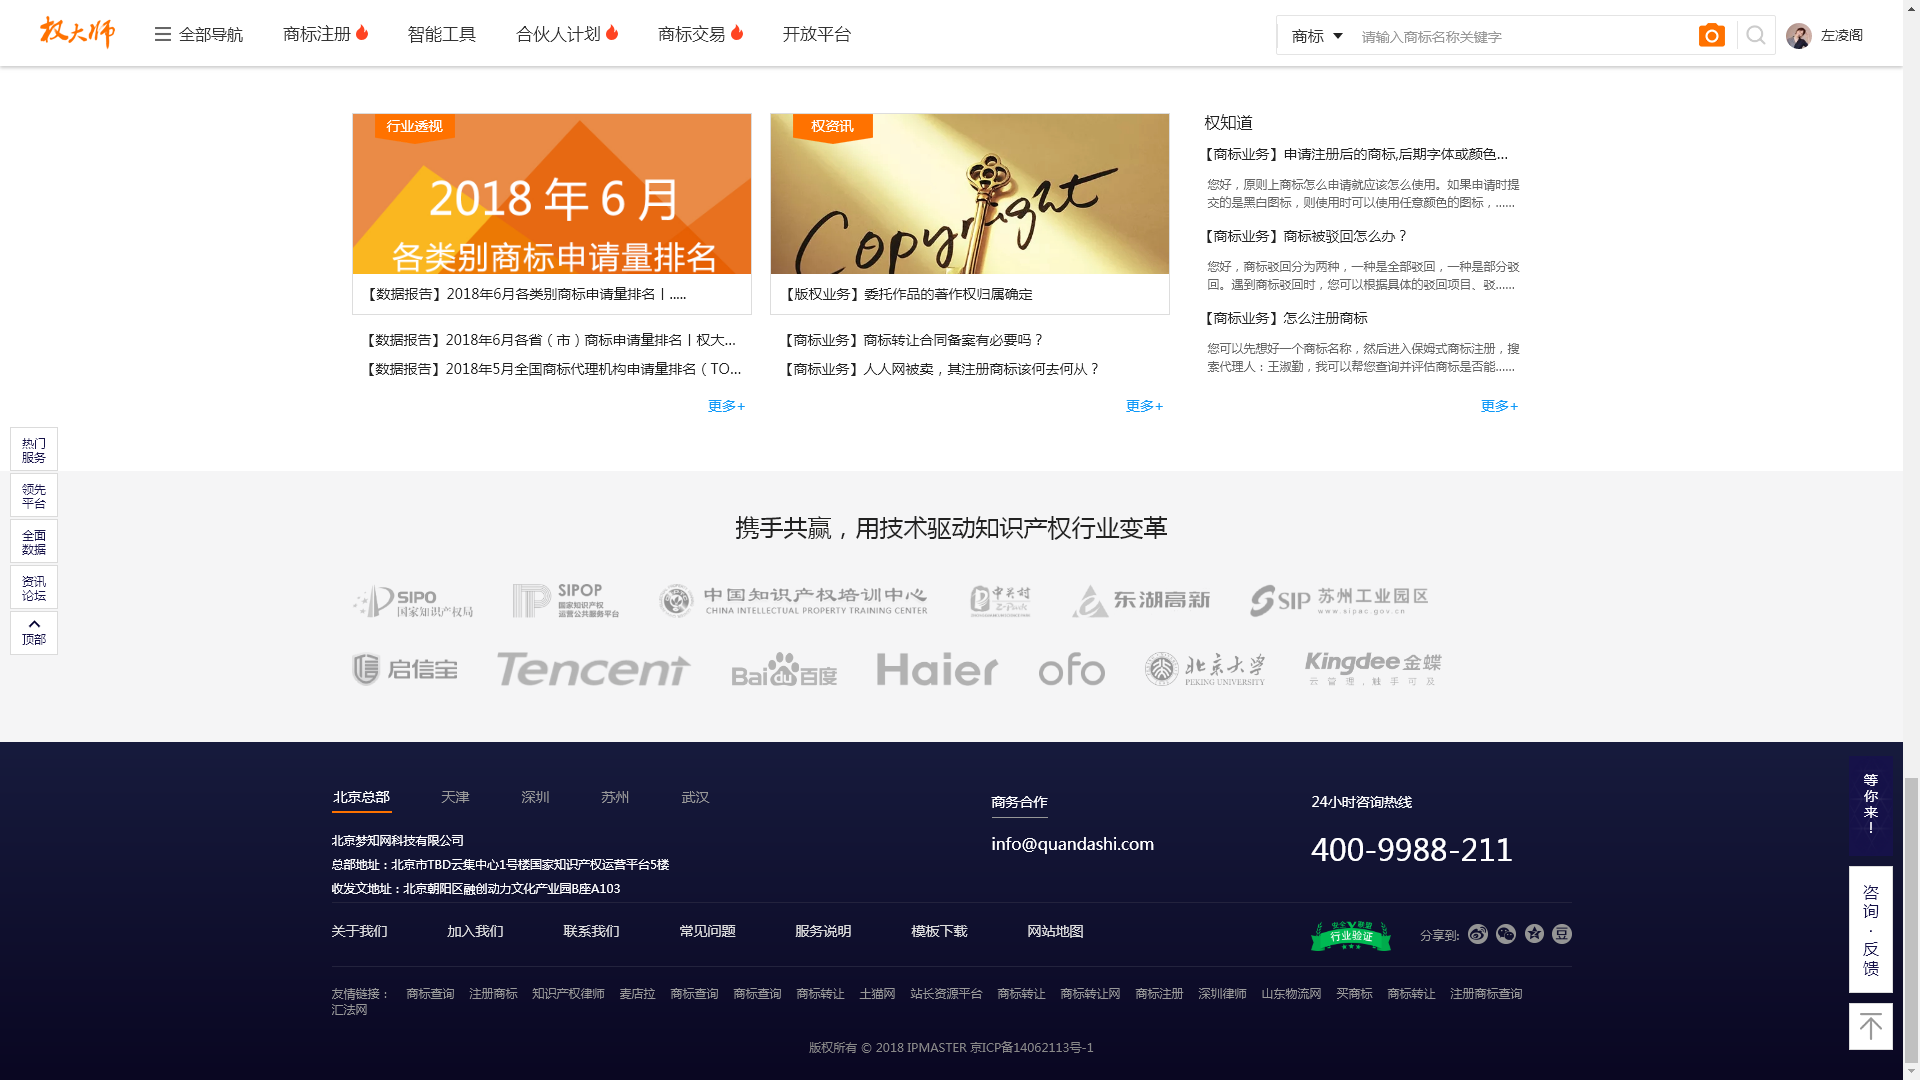 权大师
全部导航
商标注册
智能工具
合伙人计划
商标交易
开放平台
商标
请输入商标名称关键字
左凌阁
行业透视
2018 年 6 月
各类别商标申请量排名
【数据报告】2018年6月各类别商标申请量排名丨.....
【数据报告】2018年6月各省（市）商标申请量排名丨权大...
【数据报告】2018年5月全国商标代理机构申请量排名（TO...
更多+
权资讯
Copyright
【版权业务】委托作品的著作权归属确定
【商标业务】商标转让合同备案有必要吗？
【商标业务】人人网被卖，其注册商标该何去何从？
更多+
权知道
【商标业务】申请注册后的商标,后期字体或颜色...
您好，原则上商标怎么申请就应该怎么使用。如果申请时提
交的是黑白图标，则使用时可以使用任意颜色的图标，......
【商标业务】商标被驳回怎么办？
您好，商标驳回分为两种，一种是全部驳回，一种是部分驳
回。遇到商标驳回时，您可以根据具体的驳回项目、驳......
【商标业务】怎么注册商标
您可以先想好一个商标名称，然后进入保姆式商标注册，搜
索代理人：王淑勤，我可以帮您查询并评估商标是否能......
更多+
热门
服务
领先
平台
全面
数据
资讯
论坛
顶部
携手共赢，用技术驱动知识产权行业变革
SIPO
国家知识产权局
SIPOP
国家知识产权
运营公共服务平台
中国知识产权培训中心
CHINA INTELLECTUAL PROPERTY TRAINING CENTER
中关村
Z-Park
东湖高新
SIP 苏州工业园区
www.sipac.gov.cn
启信宝
Tencent
Baidu百度
Haier
ofo
北京大学
PEKING UNIVERSITY
Kingdee金蝶
云管理，触手可及
北京总部
天津
深圳
苏州
武汉
北京梦知网科技有限公司
总部地址：北京市TBD云集中心1号楼国家知识产权运营平台5楼
收发文地址：北京朝阳区融创动力文化产业园B座A103
商务合作
info@quandashi.com
24小时咨询热线
400-9988-211
关于我们
加入我们
联系我们
常见问题
服务说明
模板下载
网站地图
安全V联盟
行业验证
分享到:
豆
友情链接： 商标查询 注册商标 知识产权律师 麦店拉 商标查询 商标查询 商标转让 土猫网 站长资源平台 商标转让 商标转让网 商标注册 深圳律师 山东物流网 买商标 商标转让 注册商标查询
汇法网
版权所有 © 2018 IPMASTER 京ICP备14062113号-1
等
你
来
！
咨
询
·
反
馈